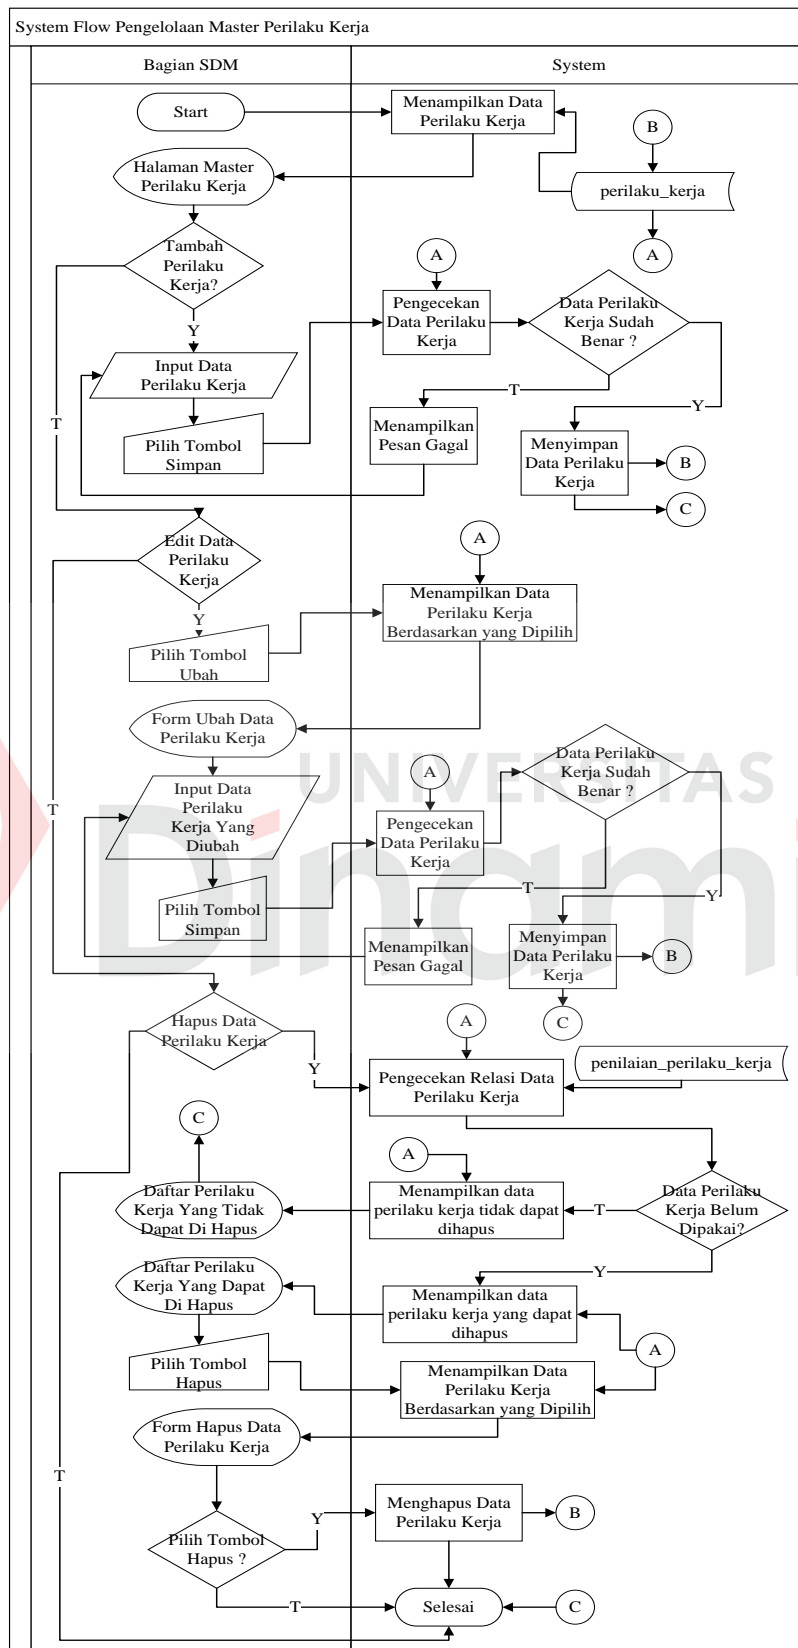 System Flow Pengelolaan Master Perilaku Kerja
Bagian SDM
System
Start
Menampilkan Data
Perilaku Kerja
B
Halaman Master
Perilaku Kerja
perilaku_kerja
A
Tambah
Perilaku
Kerja?
A
Pengecekan
Data Perilaku
Kerja
Data Perilaku
Kerja Sudah
Benar ?
Y
Input Data
Perilaku Kerja
T
Y
T
Pilih Tombol
Simpan
Menampilkan
Pesan Gagal
Menyimpan
Data Perilaku
Kerja
B
C
Edit Data
Perilaku
Kerja
A
Y
Menampilkan Data
Perilaku Kerja
Berdasarkan yang Dipilih
Pilih Tombol
Ubah
Form Ubah Data
Perilaku Kerja
UNIVERSITAS
Dinami
Data Perilaku
Kerja Sudah
Benar ?
A
T
Input Data
Perilaku
Kerja Yang
Diubah
Pengecekan
Data Perilaku
Kerja
T
Y
Pilih Tombol
Simpan
Menampilkan
Pesan Gagal
Menyimpan
Data Perilaku
Kerja
B
C
Hapus Data
Perilaku Kerja
A
Y
Pengecekan Relasi Data
Perilaku Kerja
penilaian_perilaku_kerja
C
A
Daftar Perilaku
Kerja Yang Tidak
Dapat Di Hapus
Menampilkan data
perilaku kerja tidak dapat
dihapus
T
Data Perilaku
Kerja Belum
Dipakai?
Y
Daftar Perilaku
Kerja Yang Dapat
Di Hapus
Menampilkan data
perilaku kerja yang dapat
dihapus
A
Pilih Tombol
Hapus
Menampilkan Data
Perilaku Kerja
Berdasarkan yang Dipilih
Form Hapus Data
Perilaku Kerja
T
Pilih Tombol
Hapus ?
Y
Menghapus Data
Perilaku Kerja
B
T
Selesai
C